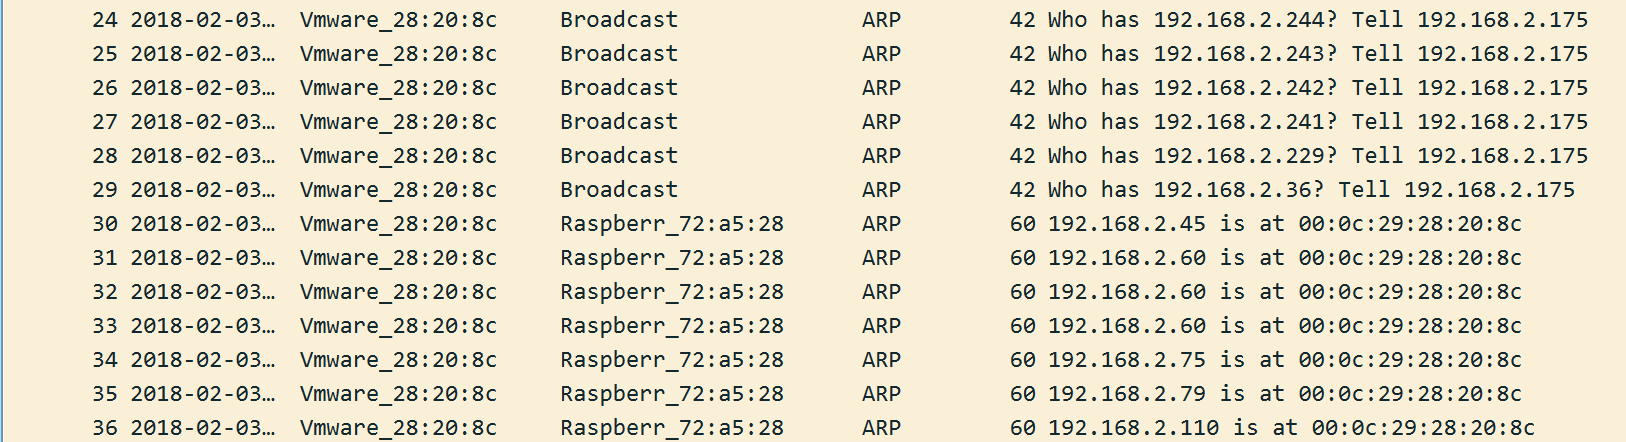 24 2018-02-03… Vmware_28:20:8c Broadcast ARP 42 Who has 192.168.2.244? Tell 192.168.2.175
25 2018-02-03… Vmware_28:20:8c Broadcast ARP 42 Who has 192.168.2.243? Tell 192.168.2.175
26 2018-02-03… Vmware_28:20:8c Broadcast ARP 42 Who has 192.168.2.242? Tell 192.168.2.175
27 2018-02-03… Vmware_28:20:8c Broadcast ARP 42 Who has 192.168.2.241? Tell 192.168.2.175
28 2018-02-03… Vmware_28:20:8c Broadcast ARP 42 Who has 192.168.2.229? Tell 192.168.2.175
29 2018-02-03… Vmware_28:20:8c Broadcast ARP 42 Who has 192.168.2.36? Tell 192.168.2.175
30 2018-02-03… Vmware_28:20:8c Raspberr_72:a5:28 ARP 60 192.168.2.45 is at 00:0c:29:28:20:8c
31 2018-02-03… Vmware_28:20:8c Raspberr_72:a5:28 ARP 60 192.168.2.60 is at 00:0c:29:28:20:8c
32 2018-02-03… Vmware_28:20:8c Raspberr_72:a5:28 ARP 60 192.168.2.60 is at 00:0c:29:28:20:8c
33 2018-02-03… Vmware_28:20:8c Raspberr_72:a5:28 ARP 60 192.168.2.60 is at 00:0c:29:28:20:8c
34 2018-02-03… Vmware_28:20:8c Raspberr_72:a5:28 ARP 60 192.168.2.75 is at 00:0c:29:28:20:8c
35 2018-02-03… Vmware_28:20:8c Raspberr_72:a5:28 ARP 60 192.168.2.79 is at 00:0c:29:28:20:8c
36 2018-02-03… Vmware_28:20:8c Raspberr_72:a5:28 ARP 60 192.168.2.110 is at 00:0c:29:28:20:8c